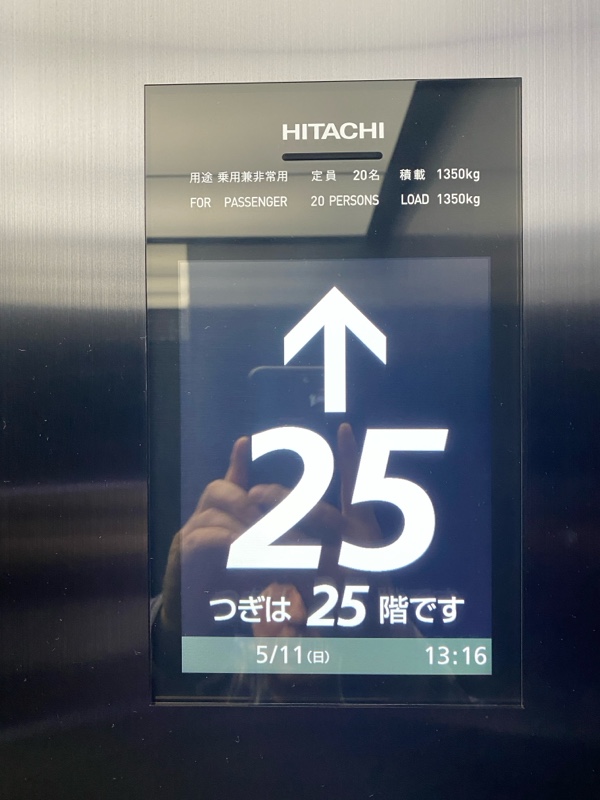 HITACHI
用途 乗用兼非常用 定員 20名 積載 1350kg
FOR PASSENGER 20 PERSONS LOAD 1350kg
↑
25
つぎは 25 階です
5/11(日) 13:16